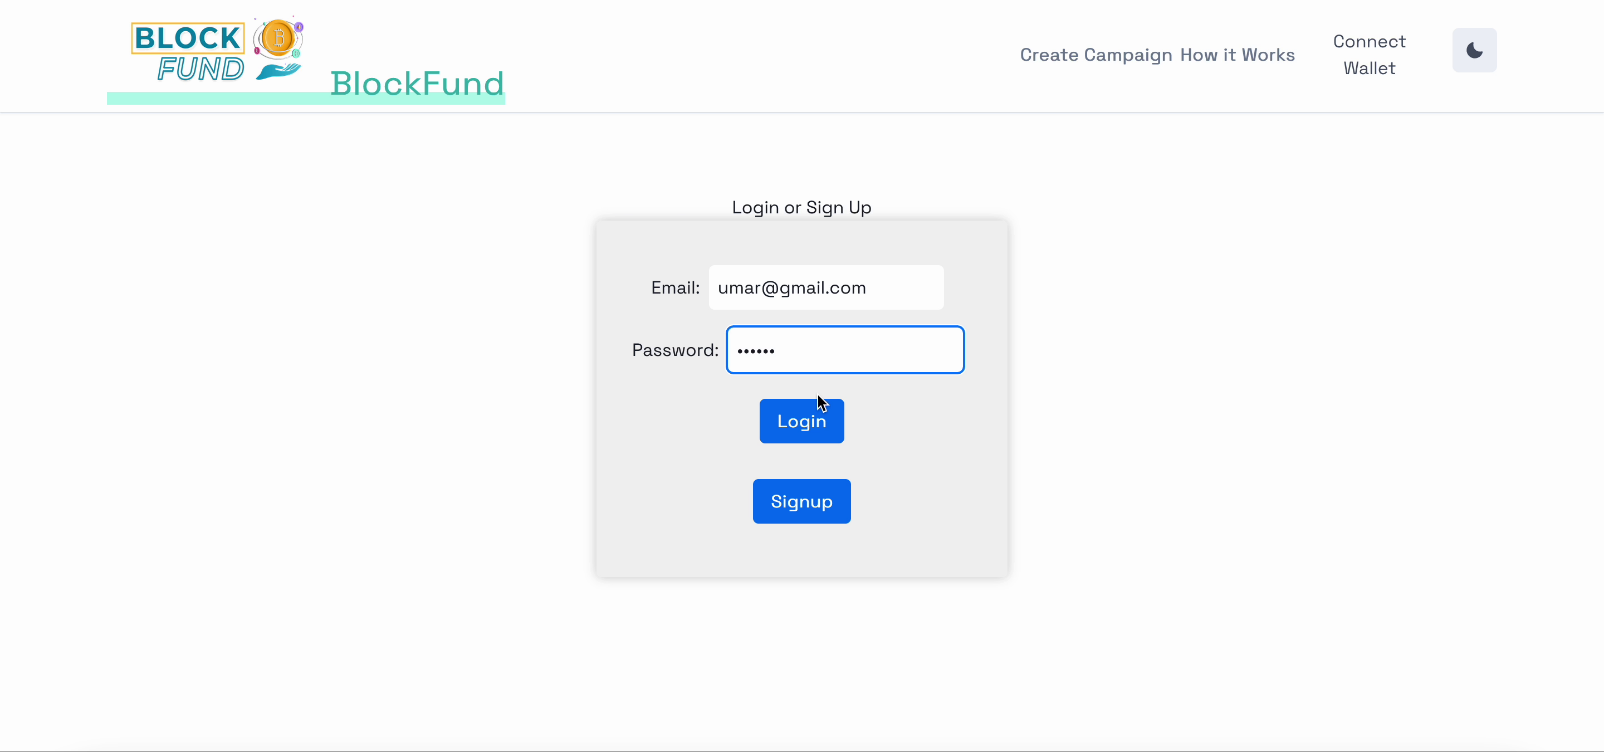 BLOCK
FUND
BlockFund
Create Campaign How it Works
Connect
Wallet
Login or Sign Up
Email: umar@gmail.com
Password: ••••••
Login
Signup